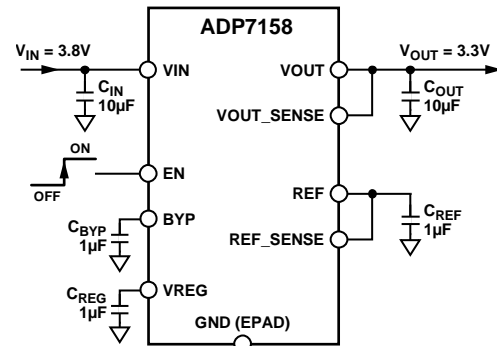 ADP7158
VIN = 3.8V
VIN
CIN
10µF
VOUT
VOUT = 3.3V
COUT
10µF
VOUT_SENSE
ON
OFF
EN
REF
CREF
1µF
BYP
CBYP
1µF
REF_SENSE
VREG
CREG
1µF
GND (EPAD)